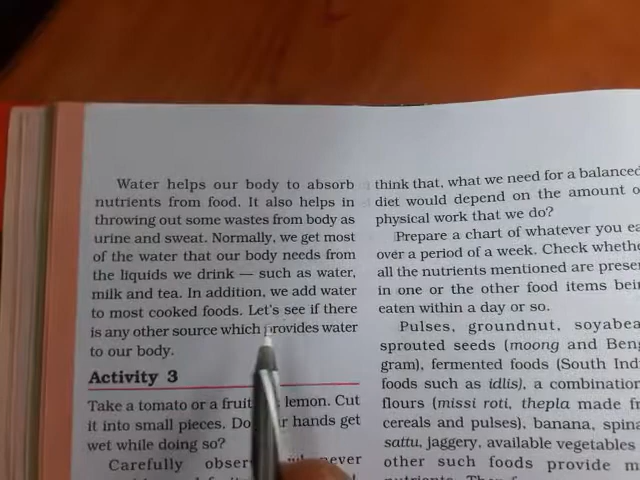 Water helps our body to absorb
nutrients from food. It also helps in
throwing out some wastes from body as
urine and sweat. Normally, we get most
of the water that our body needs from
the liquids we drink — such as water,
milk and tea. In addition, we add water
to most cooked foods. Let's see if there
is any other source which provides water
to our body.
Activity 3
Take a tomato or a fruit lemon. Cut
it into small pieces. Do hands get
wet while doing so?
Carefully
think that, what we need for a balanced
diet would depend on the amount
physical work that we do?
Prepare a chart of whatever you
over a period of a week. Check
all the nutrients mentioned are
in one or the other food items
eaten within a day or so.
Pulses, groundnut,
sprouted seeds (moong and
gram), fermented foods (South
foods such as idlis), a
flours (missi roti, thepla made
cereals and pulses), banana,
sattu, jaggery, available vegetables
other such foods provide